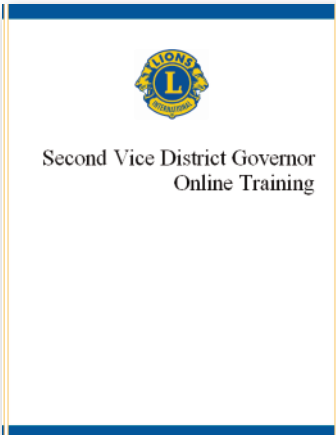 LIONS
L
INTERNATIONAL
Second Vice District Governor
Online Training